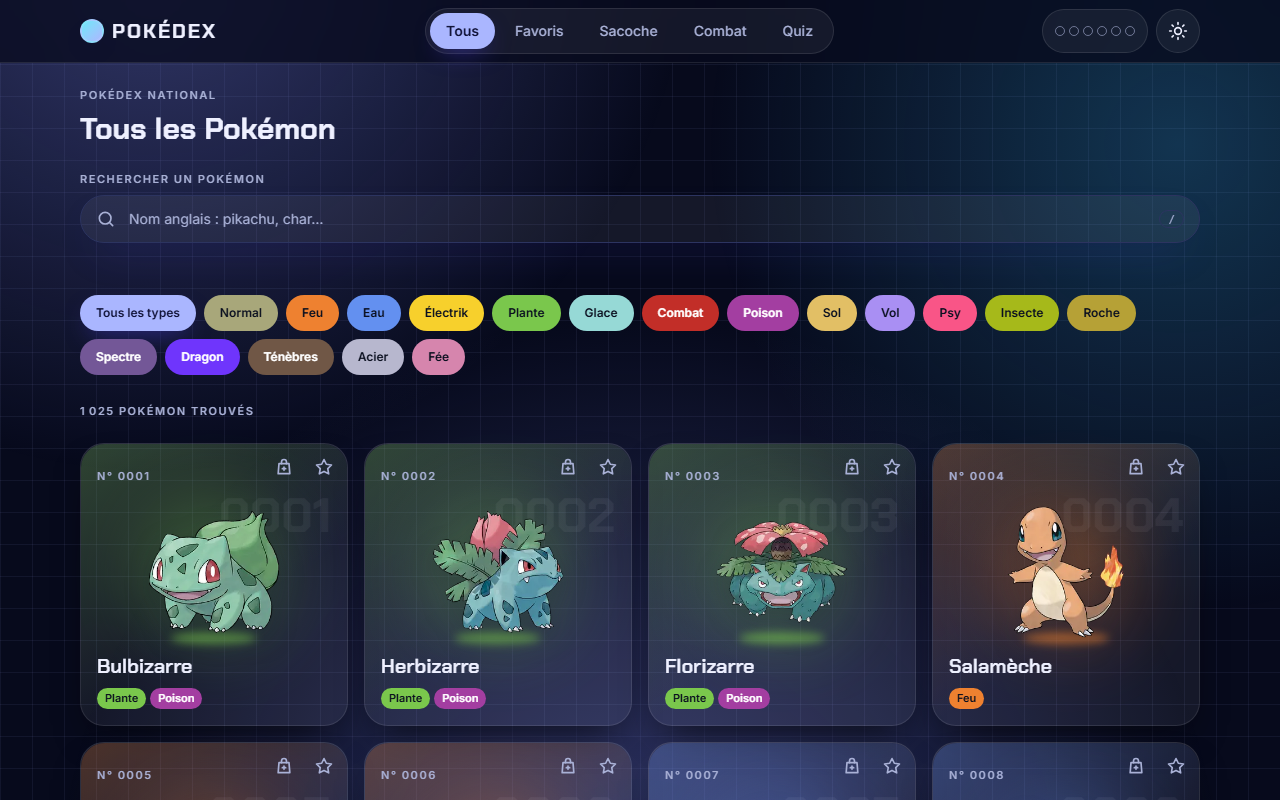 POKÉDEX
Tous Favoris Sacoche Combat Quiz
POKÉDEX NATIONAL
Tous les Pokémon
RECHERCHER UN POKÉMON
Nom anglais : pikachu, char... /
Tous les types Normal Feu Eau Électrik Plante Glace Combat Poison Sol Vol Psy Insecte Roche
Spectre Dragon Ténèbres Acier Fée
1 025 POKÉMON TROUVÉS
N° 0001 N° 0002 N° 0003 N° 0004
0001 0002 0003 0004
Bulbizarre Herbizarre Florizarre Salamèche
Plante Poison Plante Poison Plante Poison Feu
N° 0005 N° 0006 N° 0007 N° 0008